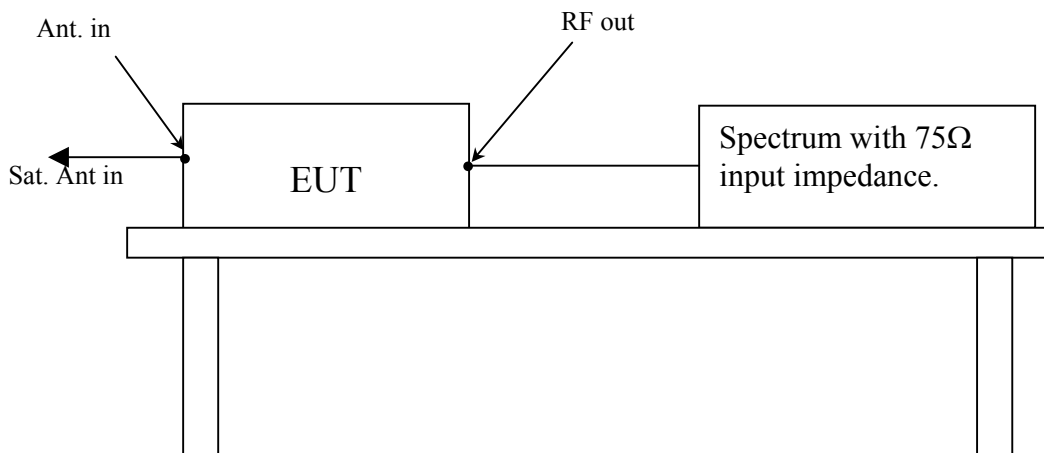 Ant. in
RF out
Sat. Ant in
EUT
Spectrum with 75Ω
input impedance.